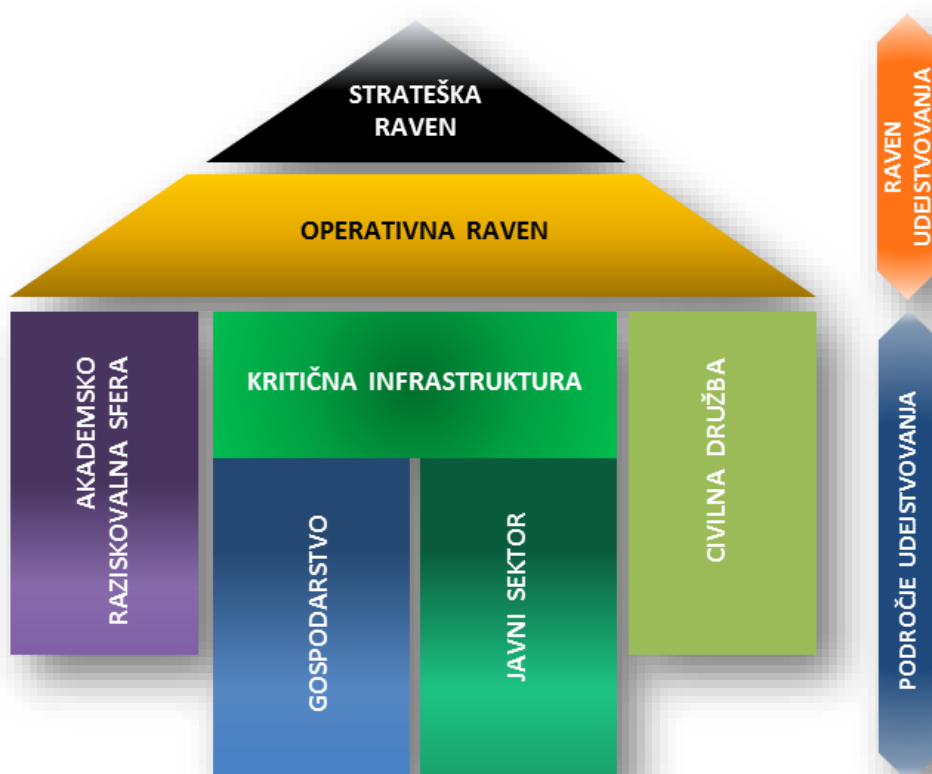 STRATEŠKA
RAVEN
OPERATIVNA RAVEN
RAVEN
UDEJSTVOVANJA
AKADEMSKO
RAZISKOVALNA SFERA
KRITIČNA INFRASTRUKTURA
GOSPODARSTVO
JAVNI SEKTOR
CIVILNA DRUŽBA
PODROČJE UDEJSTVOVANJA